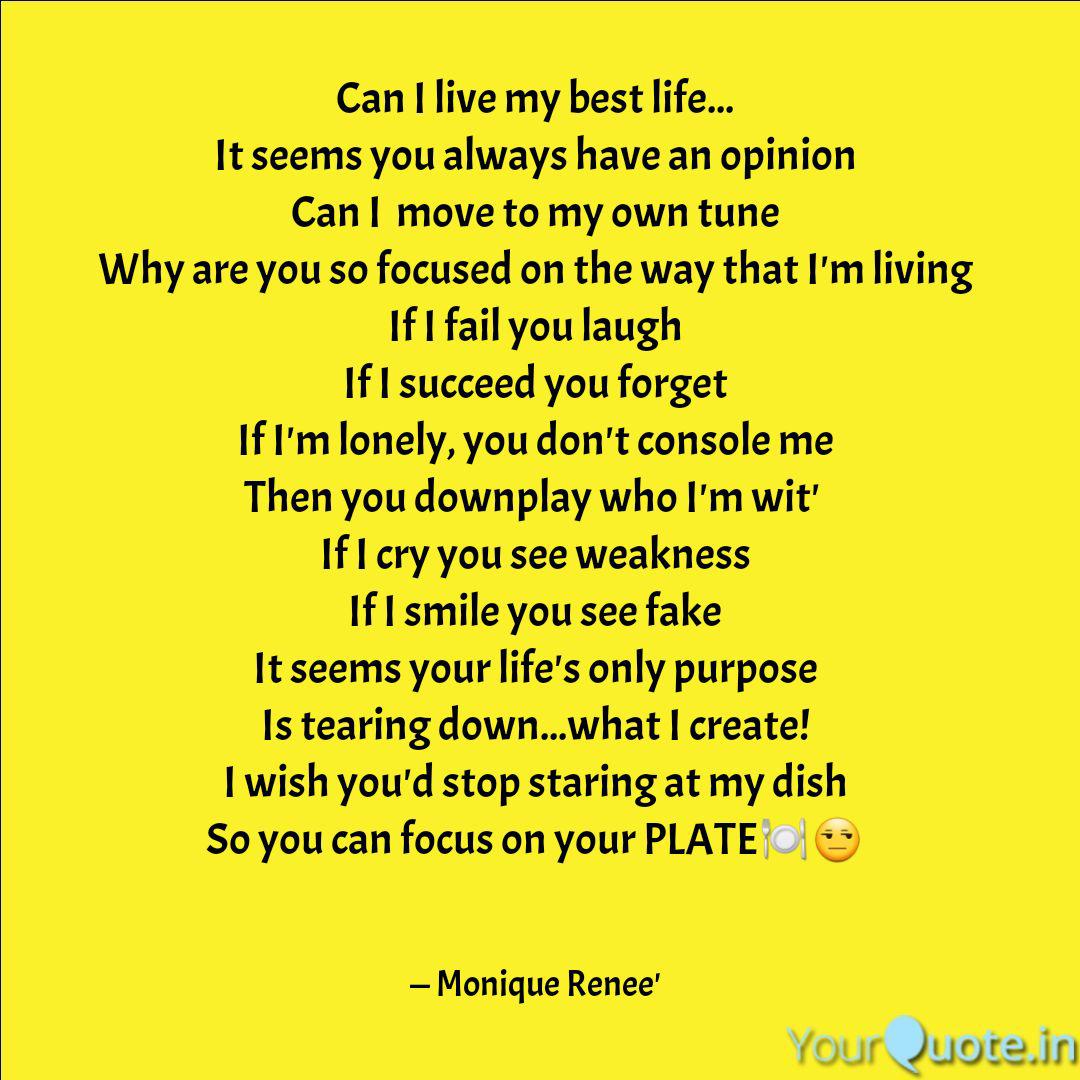 Can I live my best life...
It seems you always have an opinion
Can I  move to my own tune
Why are you so focused on the way that I'm living
If I fail you laugh
If I succeed you forget
If I'm lonely, you don't console me
Then you downplay who I'm wit'
If I cry you see weakness
If I smile you see fake
It seems your life's only purpose
Is tearing down...what I create!
I wish you'd stop staring at my dish
So you can focus on your PLATE🍽️😒
– Monique Renee'
YourQuote.in